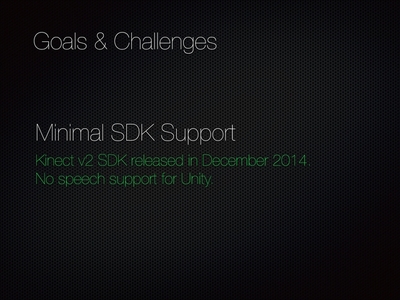 Goals & Challenges
Minimal SDK Support
Kinect v2 SDK released in December 2014.
No speech support for Unity.